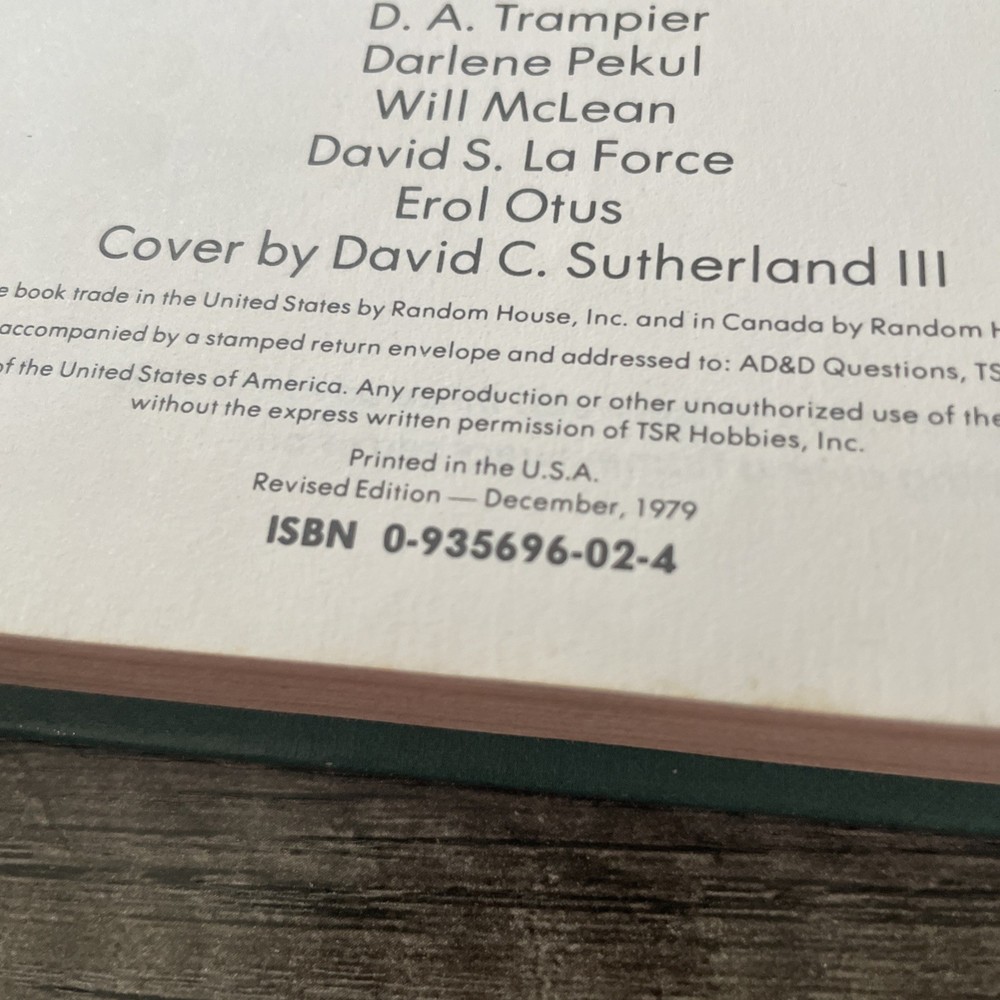 D. A. Trampier
Darlene Pekul
Will McLean
David S. La Force
Erol Otus
Cover by David C. Sutherland III
e book trade in the United States by Random House, Inc. and in Canada by Random H
accompanied by a stamped return envelope and addressed to: AD&D Questions, TS
of the United States of America. Any reproduction or other unauthorized use of the
without the express written permission of TSR Hobbies, Inc.
Printed in the U.S.A.
Revised Edition — December, 1979
ISBN 0-935696-02-4